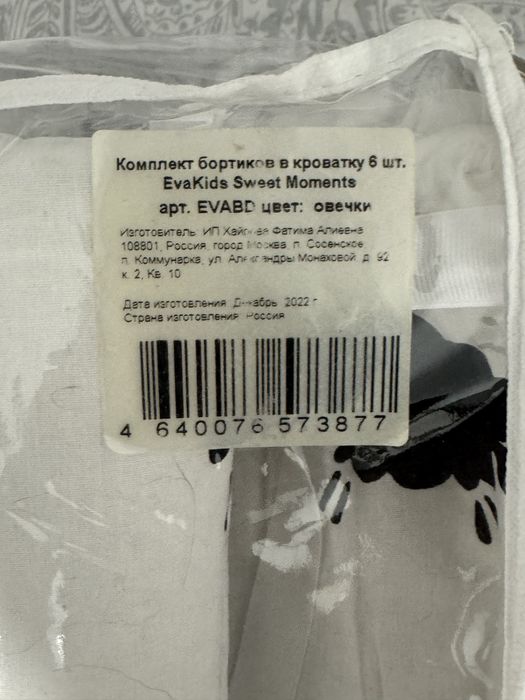 Комплект бортиков в кроватку 6 шт.
EvaKids Sweet Moments
арт. EVABD цвет: овечки
Изготовитель: ИП Фатима Алиевна
108801, Россия, город Москва, п. Сосенское,
п. Коммунарка, ул. Александры Монаховой, д. 92
к. 2, Кв. 10
Дата изготовления: Декабрь 2022 г
Страна изготовления: Россия
4 640076 573877